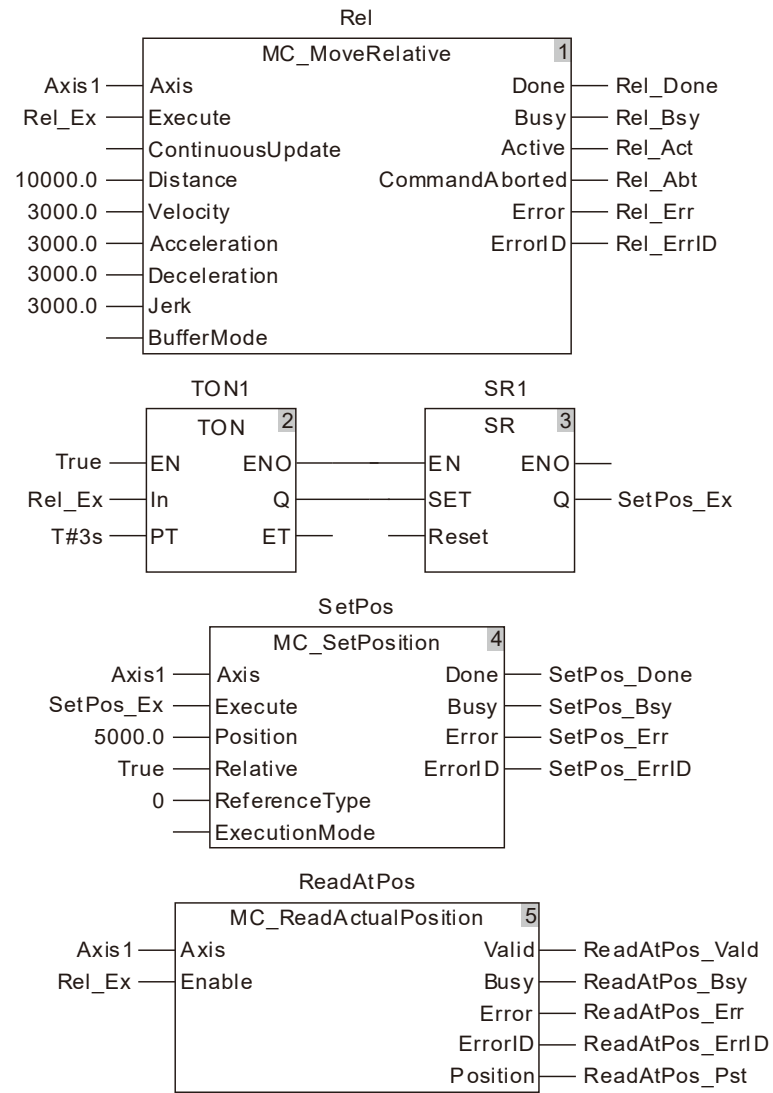 Rel
MC_MoveRelative 1
Axis1 Axis Done Rel_Done
Rel_Ex Execute Busy Rel_Bsy
ContinuousUpdate Active Rel_Act
10000.0 Distance CommandAborted Rel_Abt
3000.0 Velocity Error Rel_Err
3000.0 Acceleration ErrorID Rel_ErrID
3000.0 Deceleration
3000.0 Jerk
BufferMode
TON1 SR1
TON 2 SR 3
True EN ENO EN ENO
Rel_Ex In Q SET Q SetPos_Ex
T#3s PT ET Reset
SetPos
MC_SetPosition 4
Axis1 Axis Done SetPos_Done
SetPos_Ex Execute Busy SetPos_Bsy
5000.0 Position Error SetPos_Err
True Relative ErrorID SetPos_ErrID
0 ReferenceType
ExecutionMode
ReadAtPos
MC_ReadActualPosition 5
Axis1 Axis Valid ReadAtPos_Vald
Rel_Ex Enable Busy ReadAtPos_Bsy
Error ReadAtPos_Err
ErrorID ReadAtPos_ErrID
Position ReadAtPos_Pst